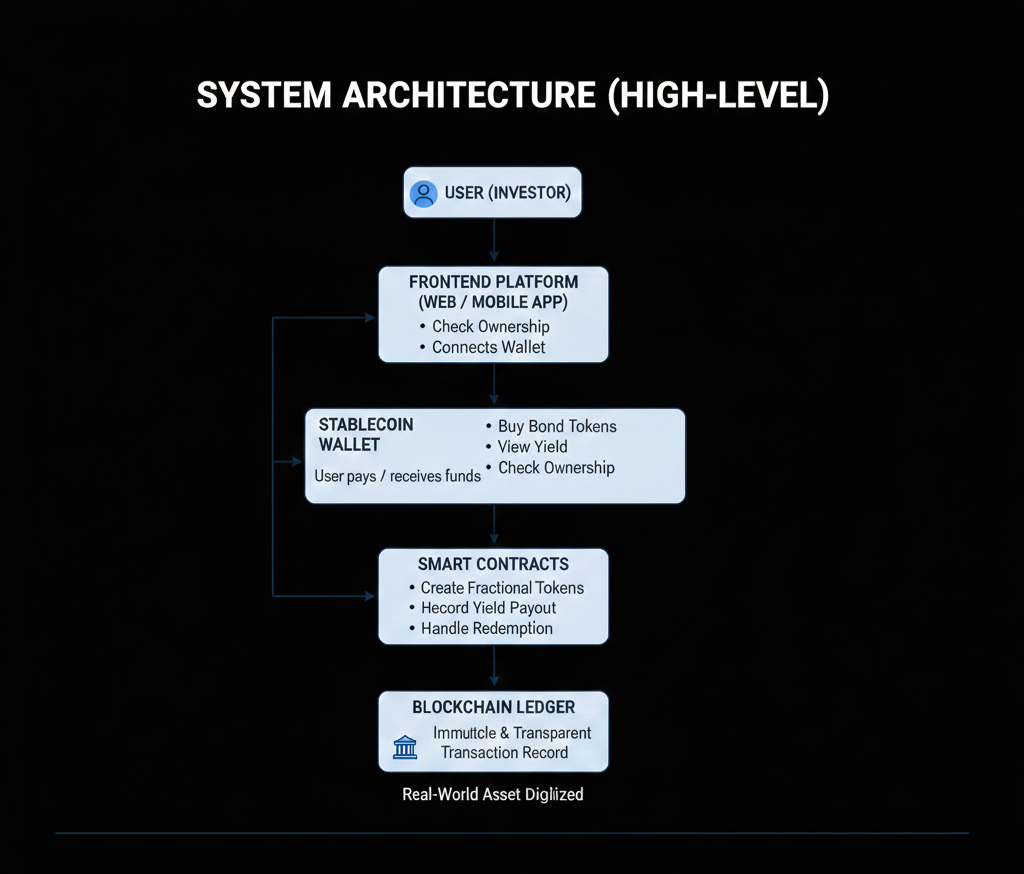 SYSTEM ARCHITECTURE (HIGH-LEVEL)
USER (INVESTOR)
FRONTEND PLATFORM
(WEB / MOBILE APP)
• Check Ownership
• Connects Wallet
STABLECOIN
WALLET
User pays / receives funds
• Buy Bond Tokens
• View Yield
• Check Ownership
SMART CONTRACTS
• Create Fractional Tokens
• Hecord Yield Payout
• Handle Redemption
BLOCKCHAIN LEDGER
& Transparent
Transaction Record
Real-World Asset